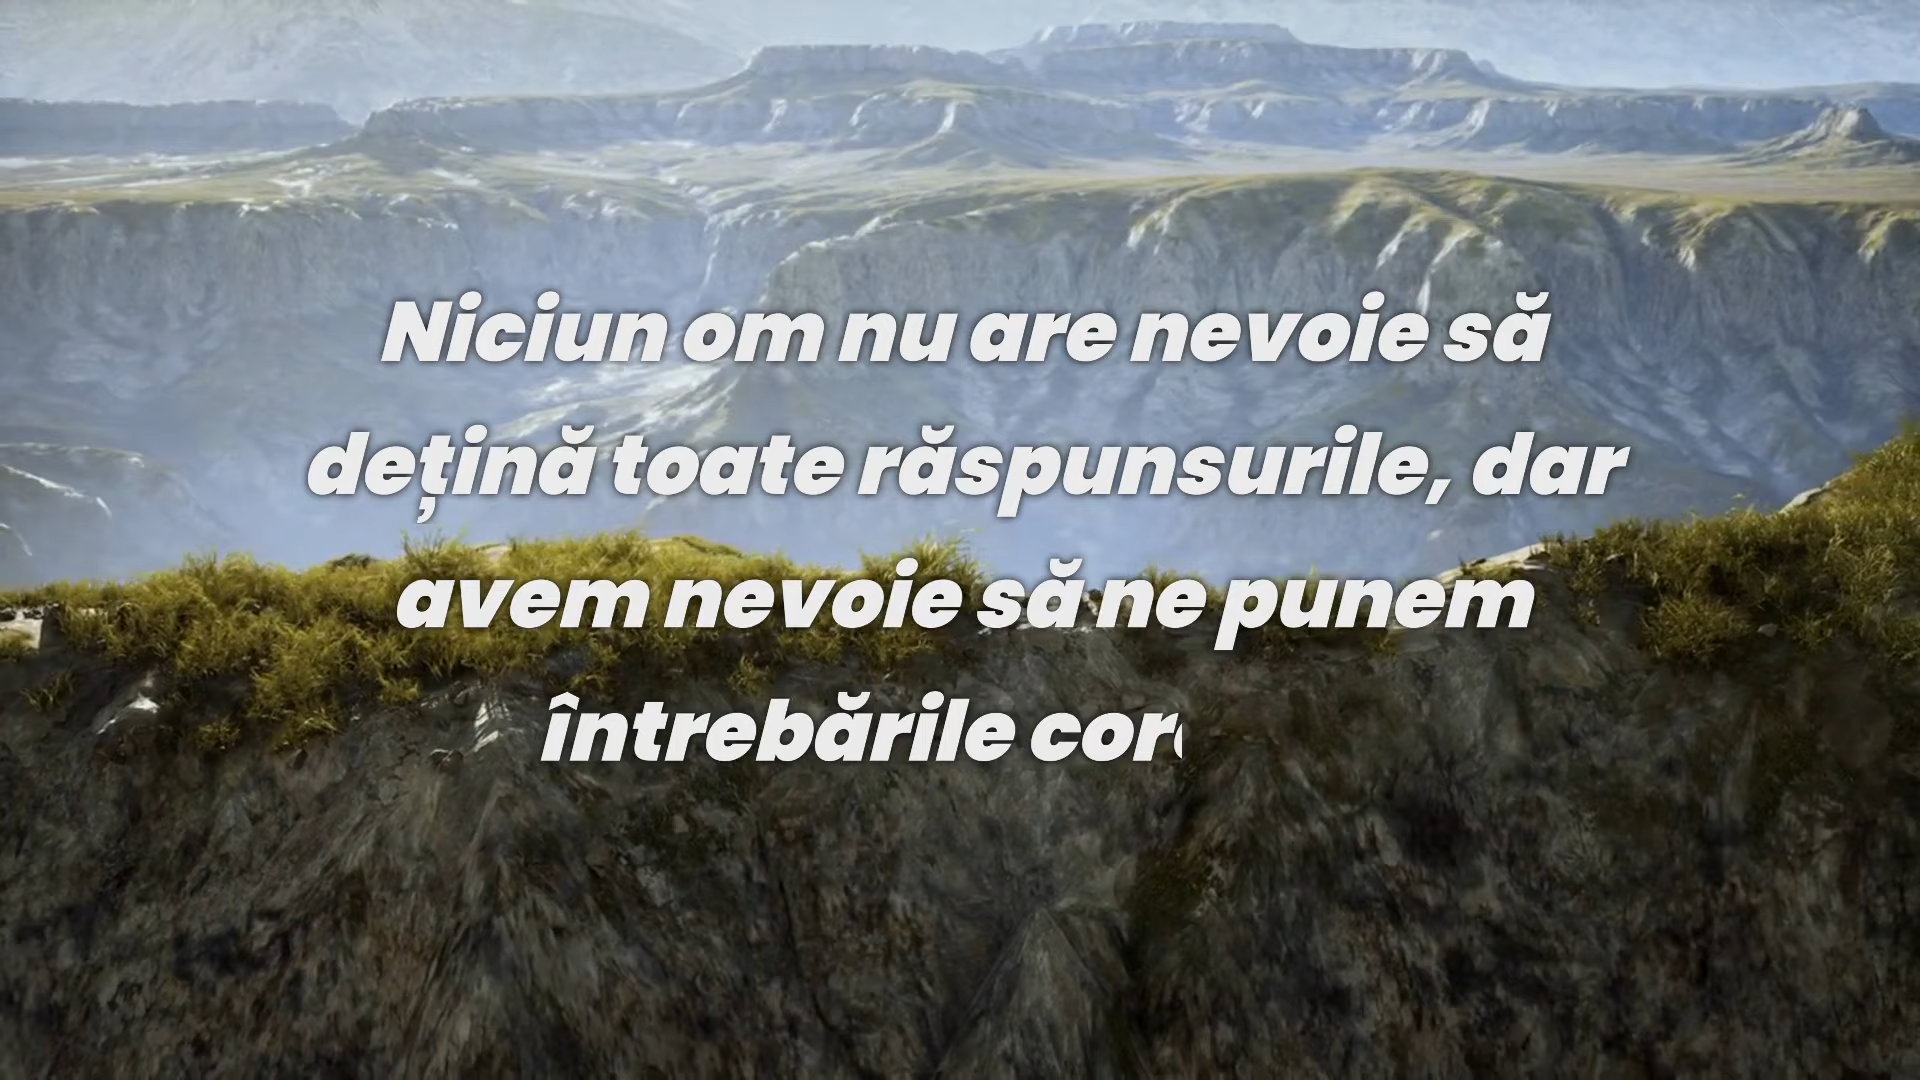 Niciun om nu are nevoie să
dețină toate răspunsurile, dar
avem nevoie să ne punem
întrebările